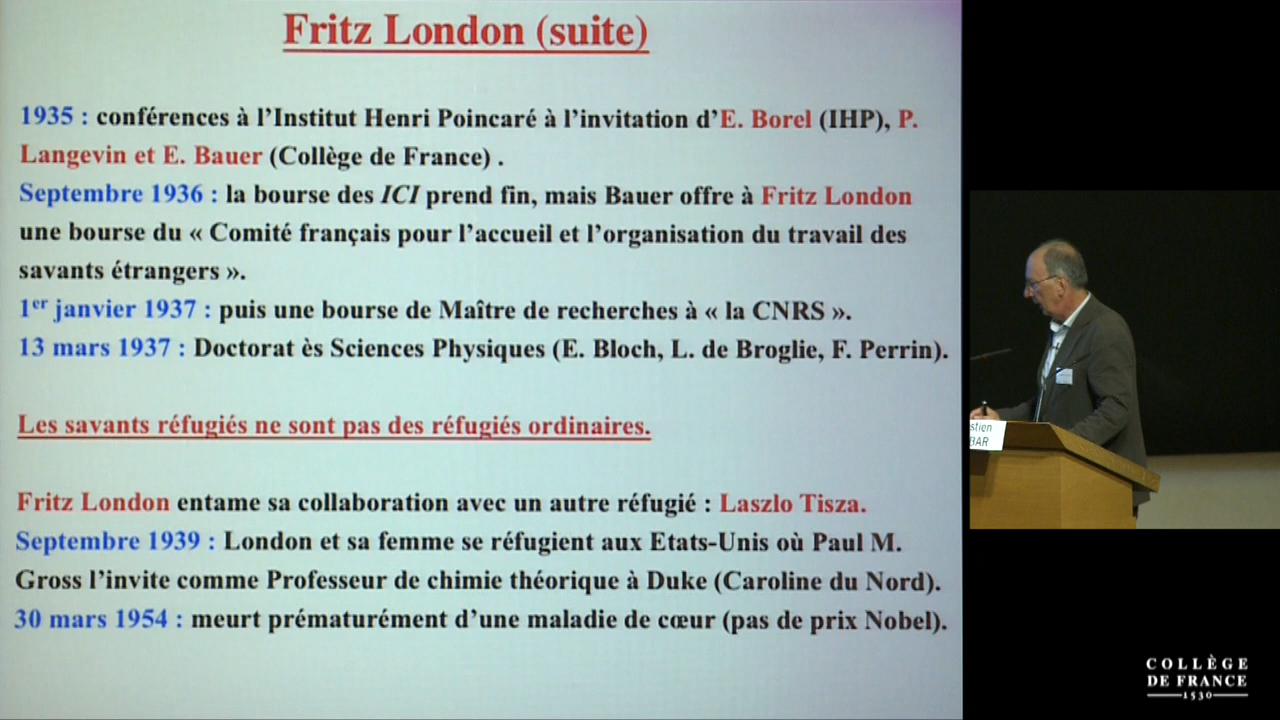 Fritz London (suite)
1935 : conférences à l'Institut Henri Poincaré à l'invitation d'E. Borel (IHP), P.
Langevin et E. Bauer (Collège de France) .
Septembre 1936 : la bourse des ICI prend fin, mais Bauer offre à Fritz London
une bourse du « Comité français pour l'accueil et l'organisation du travail des
savants étrangers ».
1er janvier 1937 : puis une bourse de Maître de recherches à « la CNRS ».
13 mars 1937 : Doctorat ès Sciences Physiques (E. Bloch, L. de Broglie, F. Perrin).
Les savants réfugiés ne sont pas des réfugiés ordinaires.
Fritz London entame sa collaboration avec un autre réfugié : Laszlo Tisza.
Septembre 1939 : London et sa femme se réfugient aux Etats-Unis où Paul M.
Gross l'invite comme Professeur de chimie théorique à Duke (Caroline du Nord).
30 mars 1954 : meurt prématurément d'une maladie de cœur (pas de prix Nobel).
stien
BAR
COLLÈGE
DE FRANCE
1530